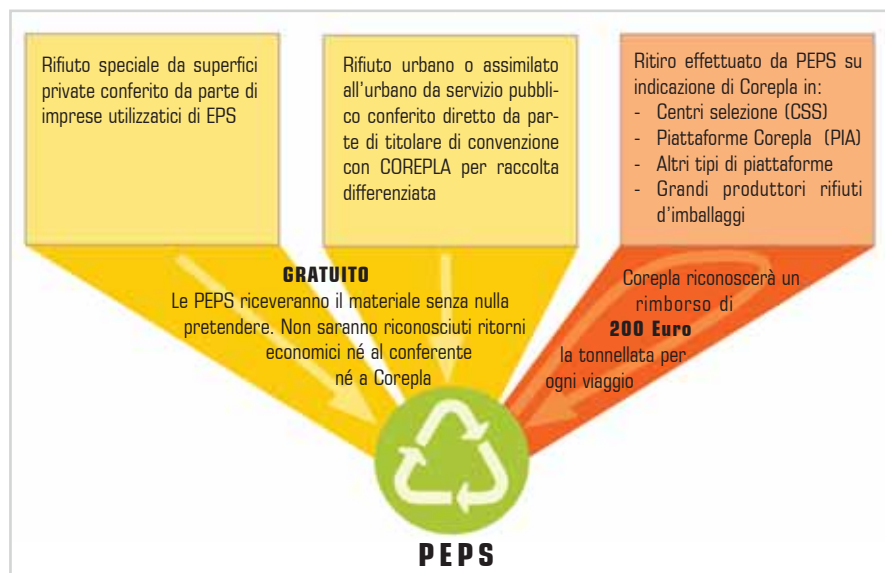 Rifiuto speciale da superfici
private conferito da parte di
imprese utilizzatici di EPS
Rifiuto urbano o assimilato
all'urbano da servizio pubbli-
co conferito diretto da par-
te di titolare di convenzione
con COREPLA per raccolta
differenziata
Ritiro effettuato da PEPS su
indicazione di Corepla in:
- Centri selezione (CSS)
- Piattaforme Corepla (PIA)
- Altri tipi di piattaforme
- Grandi produttori rifiuti
d'imballaggi
GRATUITO
Le PEPS riceveranno il materiale senza nulla
pretendere. Non saranno riconosciuti ritorni
economici né al conferente
né a Corepla
Corepla riconoscerà un
rimborso di
200 Euro
la tonnellata per
ogni viaggio
PEPS